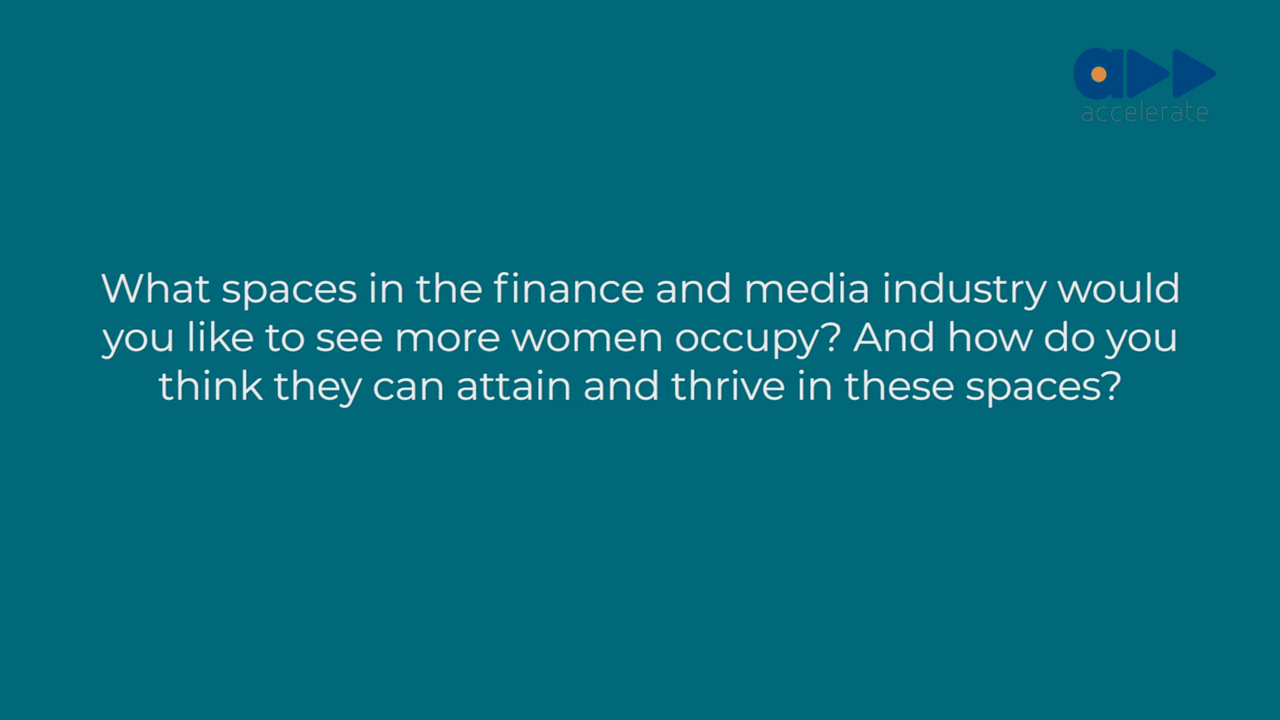 accelerate
What spaces in the finance and media industry would
you like to see more women occupy? And how do you
think they can attain and thrive in these spaces?